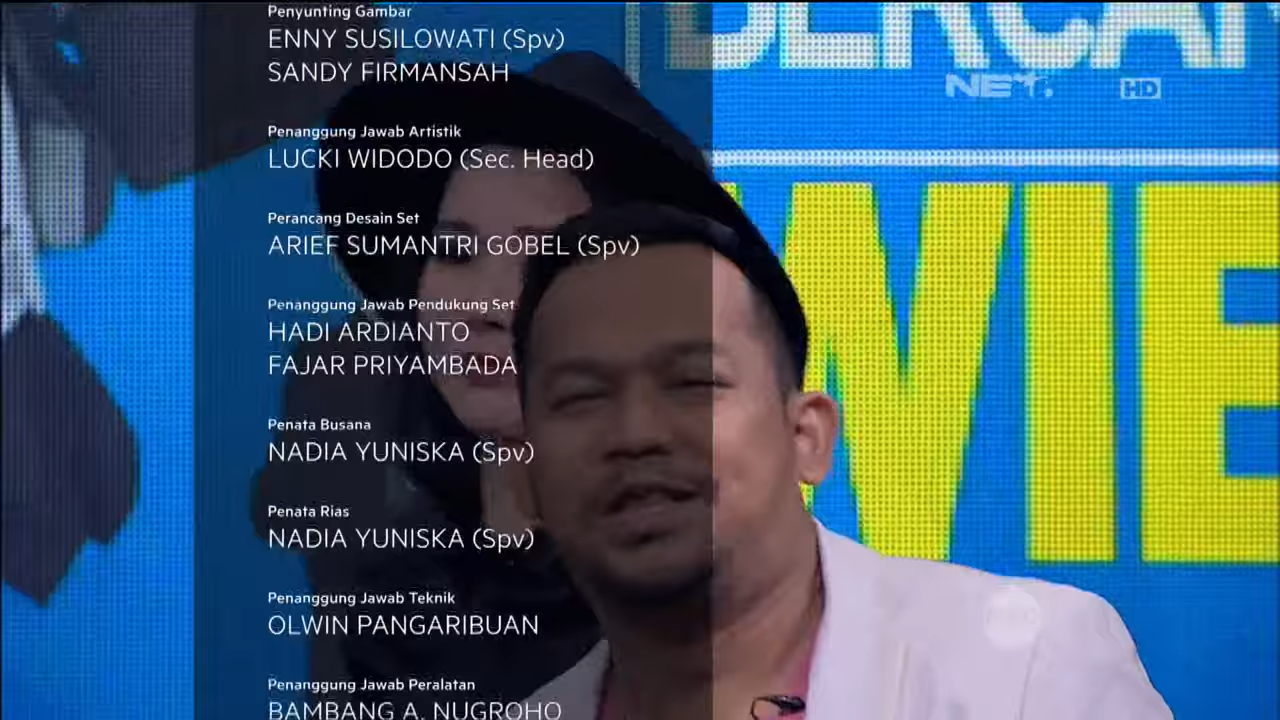 Penyunting Gambar
ENNY SUSILOWATI (Spv)
SANDY FIRMANSAH
Penanggung Jawab Artistik
LUCKI WIDODO (Sec. Head)
Perancang Desain Set
ARIEF SUMANTRI GOBEL (Spv)
Penanggung Jawab Pendukung Set
HADI ARDIANTO
FAJAR PRIYAMBADA
Penata Busana
NADIA YUNISKA (Spv)
Penata Rias
NADIA YUNISKA (Spv)
Penanggung Jawab Teknik
OLWIN PANGARIBUAN
Penanggung Jawab Peralatan
BAMBANG A. NUGROHO
NET.
HD